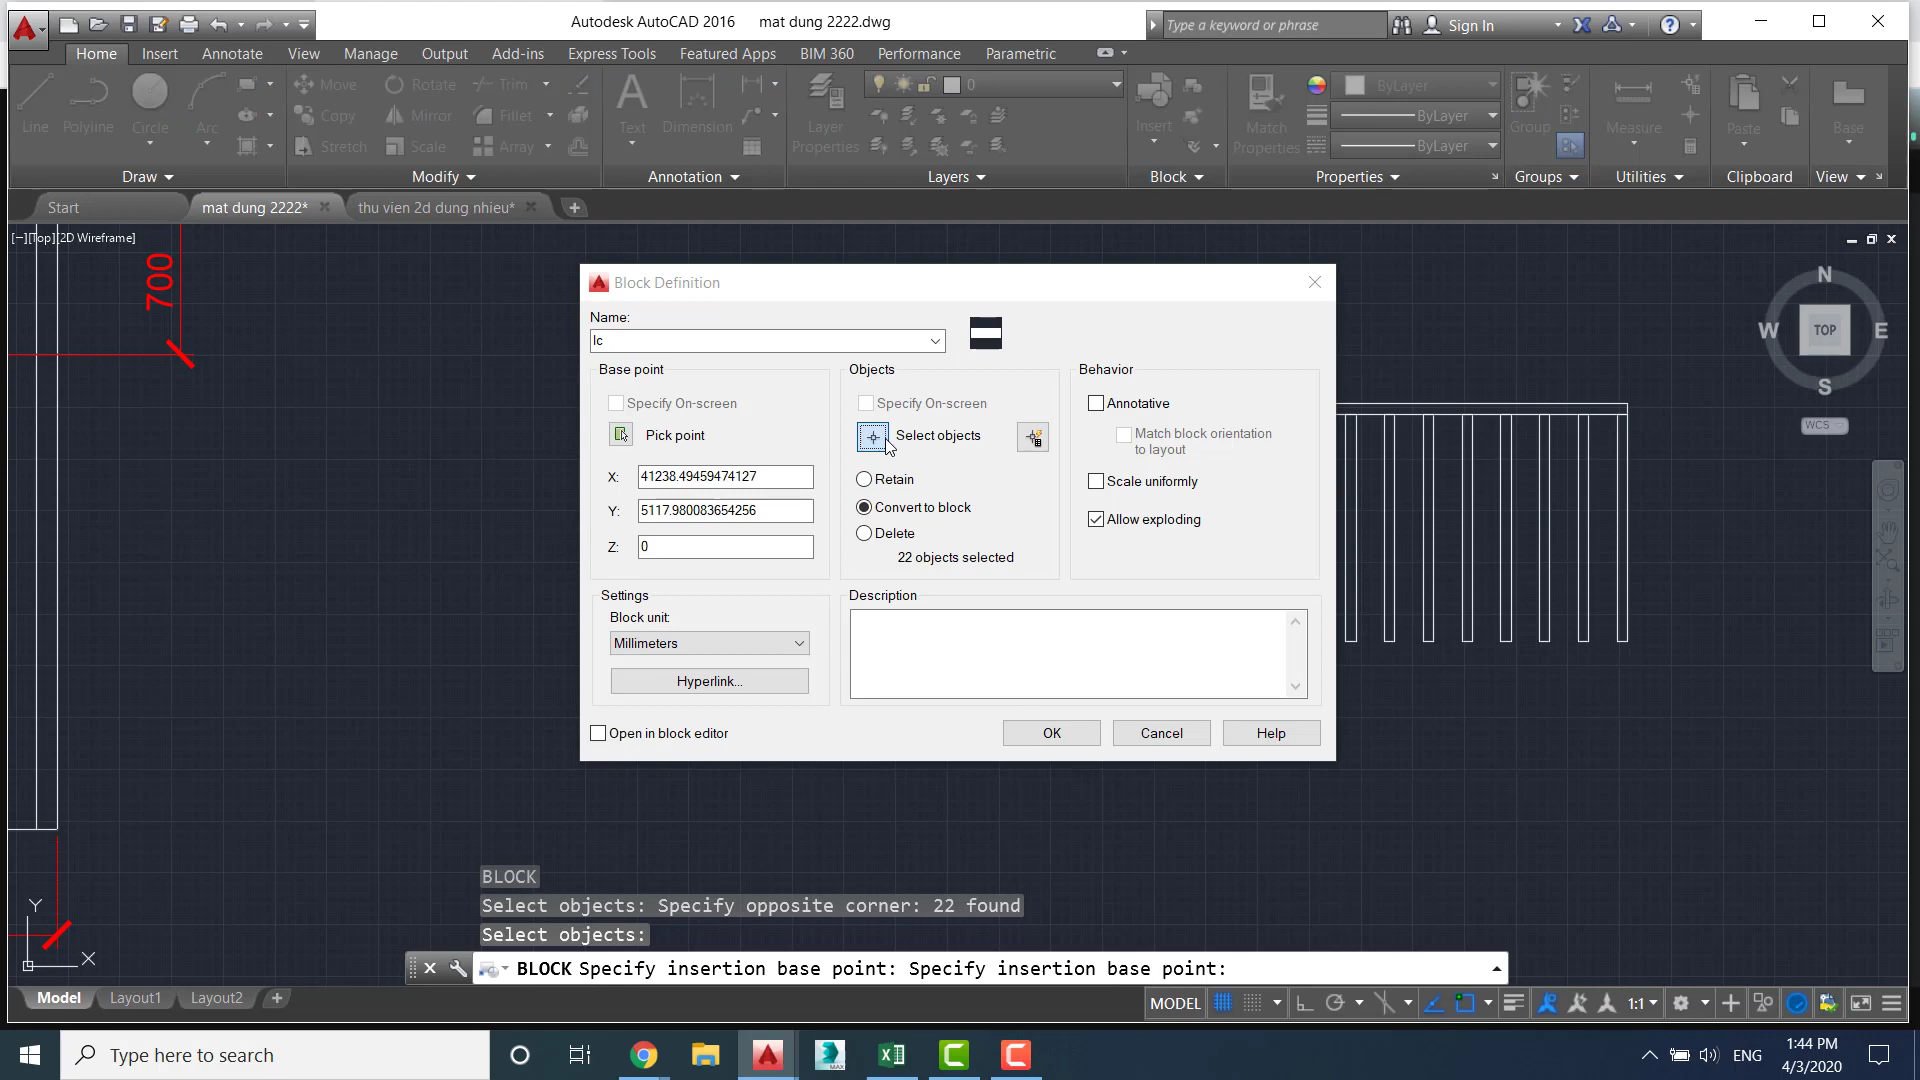 Autodesk AutoCAD 2016 mat dung 2222.dwg
Type a keyword or phrase
Sign In
Home Insert Annotate View Manage Output Add-ins Express Tools Featured Apps BIM 360 Performance Parametric
Line Polyline Circle Arc
Move Rotate Trim
Copy Mirror Fillet
Stretch Scale Array
Text Dimension
Layer Properties
0
Insert
Match Properties
ByLayer
ByLayer
ByLayer
Group
Measure
Paste
Base
Draw Modify Annotation Layers Block Properties Groups Utilities Clipboard View
Start mat dung 2222* thu vien 2d dung nhieu*
[−][Top][2D Wireframe]
700
N
W TOP E
S
WCS
Block Definition
Name:
lc
Base point
Specify On-screen
Pick point
X: 41238.49459474127
Y: 5117.980083654256
Z: 0
Objects
Specify On-screen
Select objects
Retain
Convert to block
Delete
22 objects selected
Behavior
Annotative
Match block orientation
to layout
Scale uniformly
Allow exploding
Settings
Block unit:
Millimeters
Hyperlink...
Description
Open in block editor
OK Cancel Help
BLOCK
Select objects: Specify opposite corner: 22 found
Select objects:
BLOCK Specify insertion base point: Specify insertion base point:
Y
X
Model Layout1 Layout2
MODEL 1:1
Type here to search
MAX
ENG
1:44 PM
4/3/2020